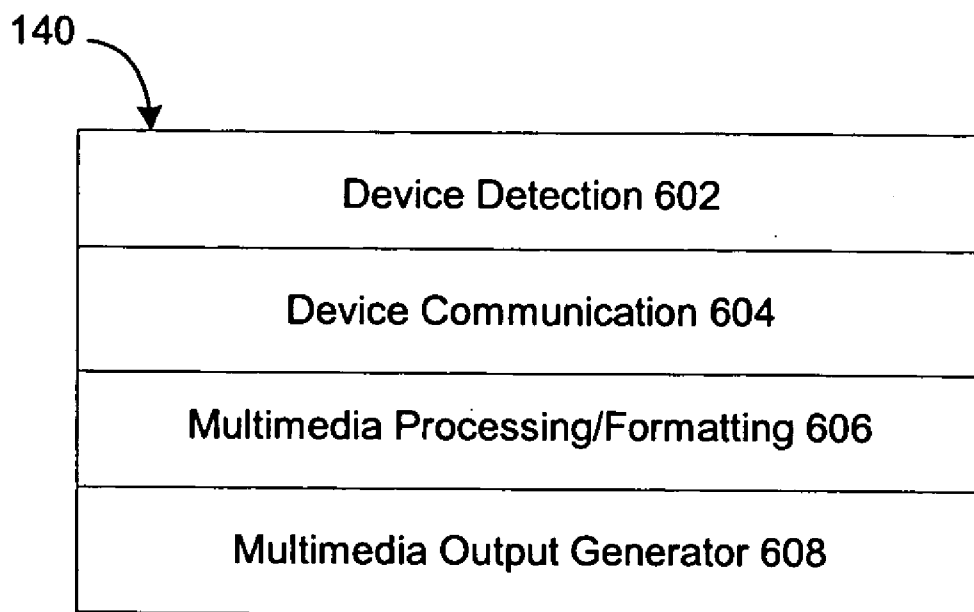 140
Device Detection 602
Device Communication 604
Multimedia Processing/Formatting 606
Multimedia Output Generator 608